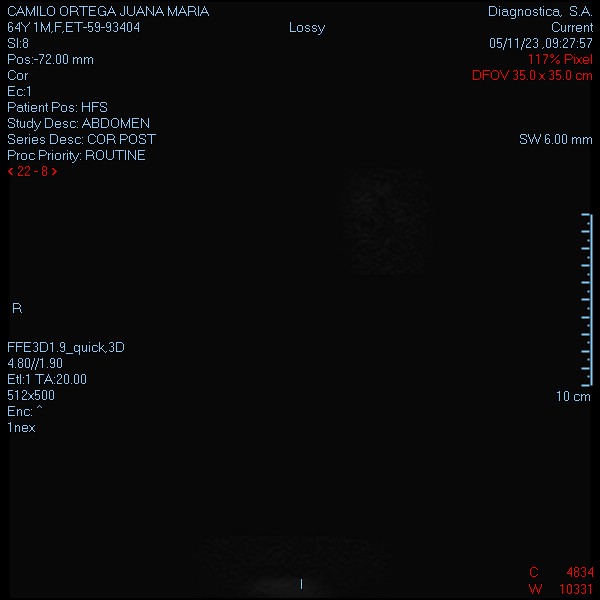 CAMILO ORTEGA JUANA MARIA
64Y 1M,F,ET-59-93404
Sl:8
Pos:-72.00 mm
Cor
Ec:1
Patient Pos: HFS
Study Desc: ABDOMEN
Series Desc: COR POST
Proc Priority: ROUTINE
< 22 - 8 >
Lossy
Diagnostica, S.A.
Current
05/11/23 ,09:27:57
117% Pixel
DFOV 35.0 x 35.0 cm
SW 6.00 mm
R
FFE3D1.9_quick,3D
4.80//1.90
Etl:1 TA:20.00
512x500
Enc: ^
1nex
10 cm
I
C 4834
W 10331